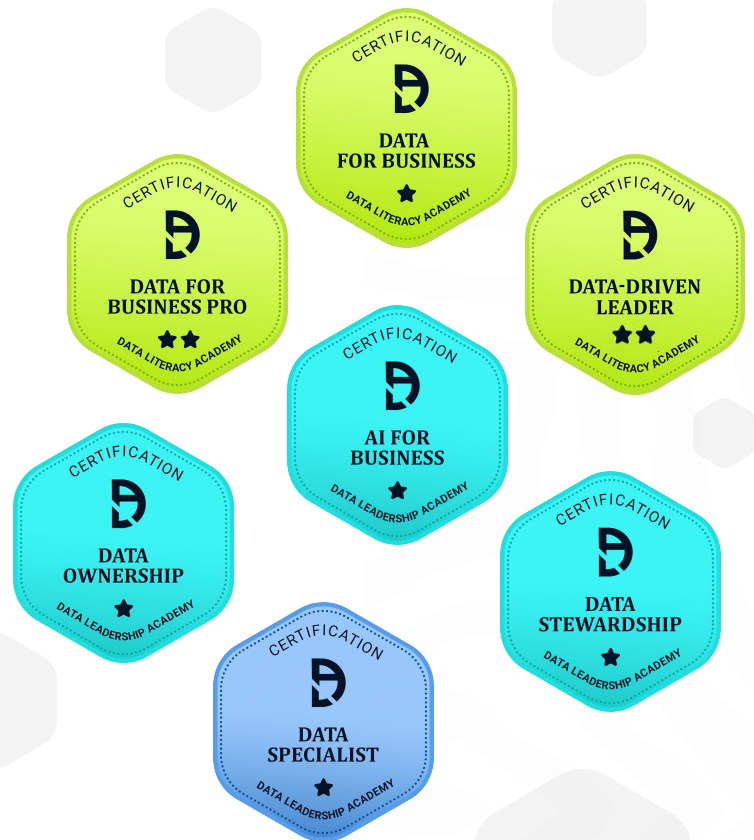 CERTIFICATION
DATA
FOR BUSINESS
DATA LITERACY ACADEMY
CERTIFICATION
DATA FOR
BUSINESS PRO
DATA LITERACY ACADEMY
CERTIFICATION
DATA-DRIVEN
LEADER
DATA LITERACY ACADEMY
CERTIFICATION
AI FOR
BUSINESS
DATA LEADERSHIP ACADEMY
CERTIFICATION
DATA
OWNERSHIP
DATA LEADERSHIP ACADEMY
CERTIFICATION
DATA
STEWARDSHIP
DATA LEADERSHIP ACADEMY
CERTIFICATION
DATA
SPECIALIST
DATA LEADERSHIP ACADEMY